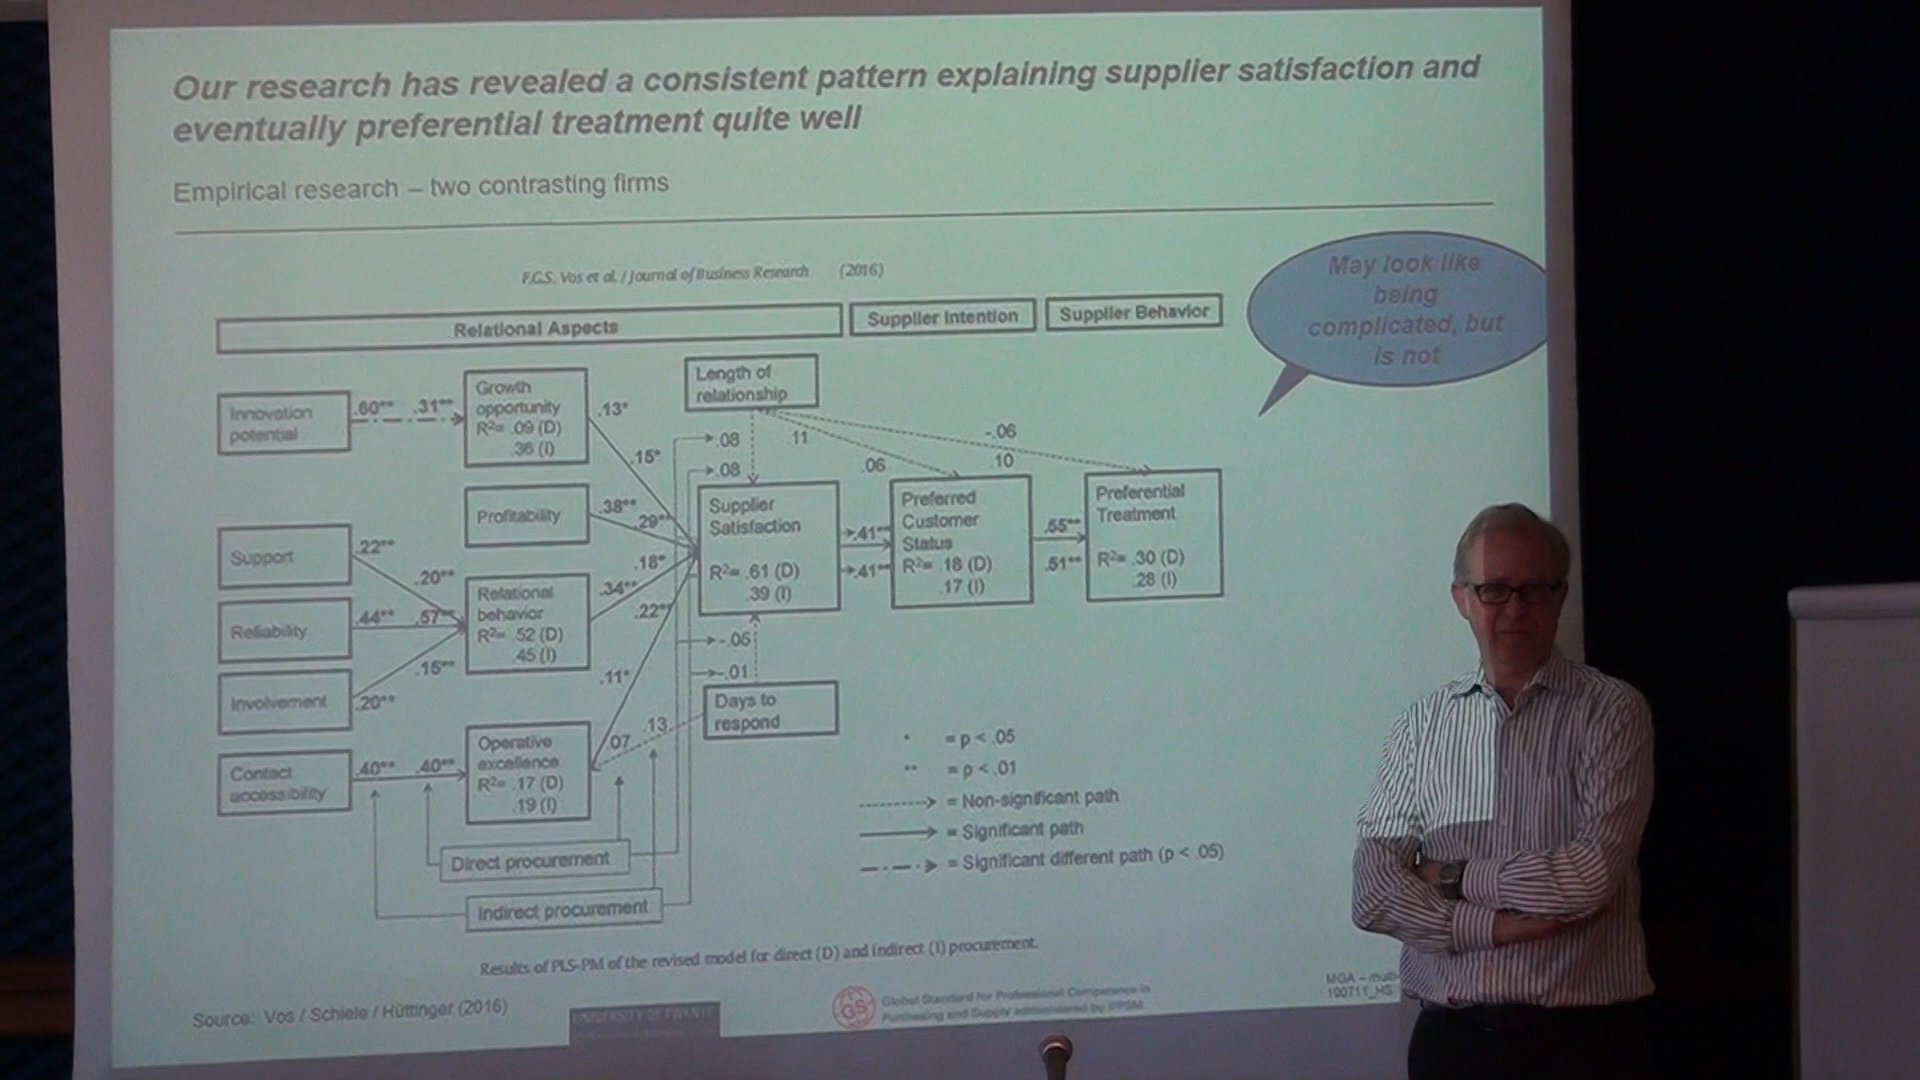 Our research has revealed a consistent pattern explaining supplier satisfaction and
eventually preferential treatment quite well
Empirical research – two contrasting firms
F.G.S. Vos et al. / Journal of Business Research (2016)
May look like
being
complicated, but
is not
Relational Aspects
Supplier Intention
Supplier Behavior
Innovation
potential
.60** .31**
Growth
opportunity
R²= .09 (D)
.36 (I)
.13*
.15*
Length of
relationship
.08
.08
.11
.06
-.06
.10
Profitability
.38**
.29**
Support
.22**
.20**
Reliability
.44** .57**
Involvement
.16**
.20**
Relational
behavior
R²= .52 (D)
.45 (I)
.18*
.34**
.22**
.11*
Supplier
Satisfaction
R²= .61 (D)
.39 (I)
.41**
.41**
Preferred
Customer
Status
R²= .18 (D)
.17 (I)
.55**
.51**
Preferential
Treatment
R²= .30 (D)
.28 (I)
-.05
-.01
Days to
respond
Contact
accessibility
.40** .40**
Operative
excellence
R²= .17 (D)
.19 (I)
.07
.13
Direct procurement
Indirect procurement
* = p < .05
** = p < .01
= Non-significant path
= Significant path
= Significant different path (p < .05)
Results of PLS-PM of the revised model for direct (D) and indirect (I) procurement.
Source: Vos / Schiele / Hüttinger (2016)
UNIVERSITY OF TWENTE
GS
Global Standard for Professional Competence in
Purchasing and Supply administered by IFPSM
MGA –
190711_HS